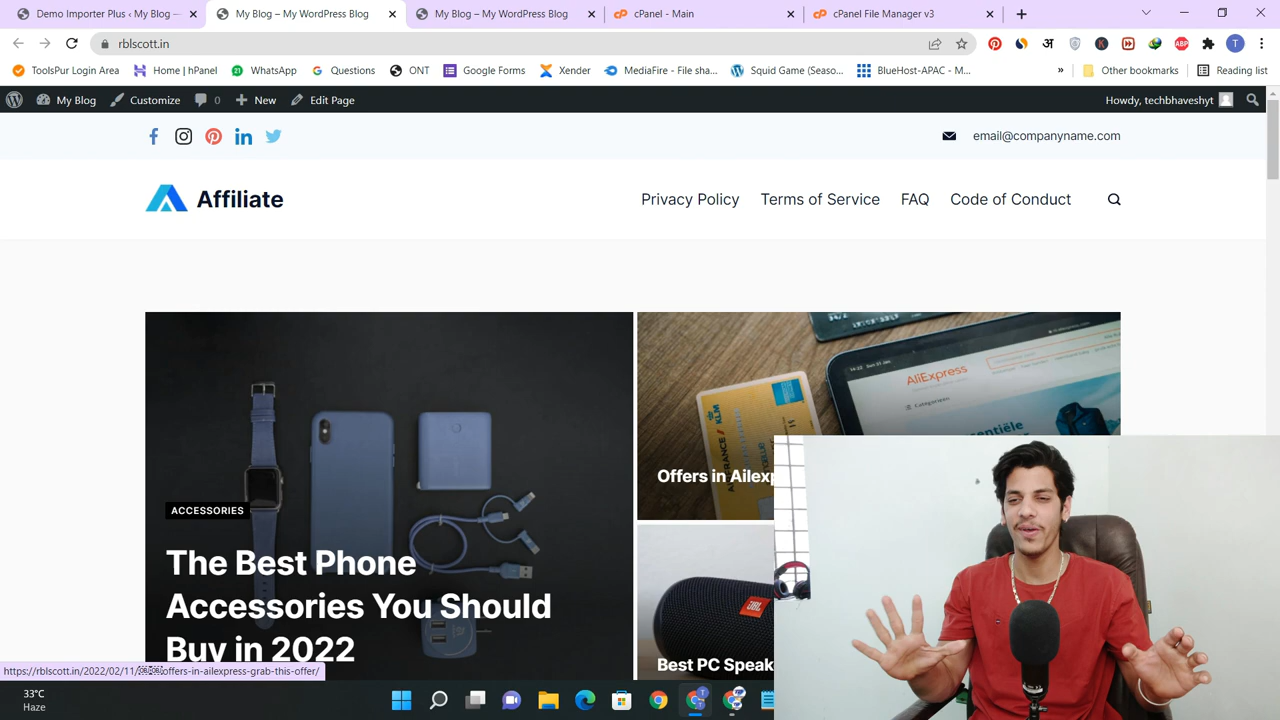 Demo Importer Plus ‹ My Blog —
My Blog – My WordPress Blog
My Blog – My WordPress Blog
cPanel - Main
cPanel File Manager v3
rblscott.in
ToolsPur Login Area
Home | hPanel
WhatsApp
Questions
ONT
Google Forms
Xender
MediaFire - File sha...
Squid Game (Seaso...
BlueHost-APAC - M...
»
Other bookmarks
Reading list
My Blog
Customize
0
New
Edit Page
Howdy, techbhaveshyt
email@companyname.com
Affiliate
Privacy Policy
Terms of Service
FAQ
Code of Conduct
AliExpress
KLM
ACCESSORIES
Offers in Ailexp
The Best Phone
Accessories You Should
Buy in 2022
JBL
Best PC Speak
33°C
Haze